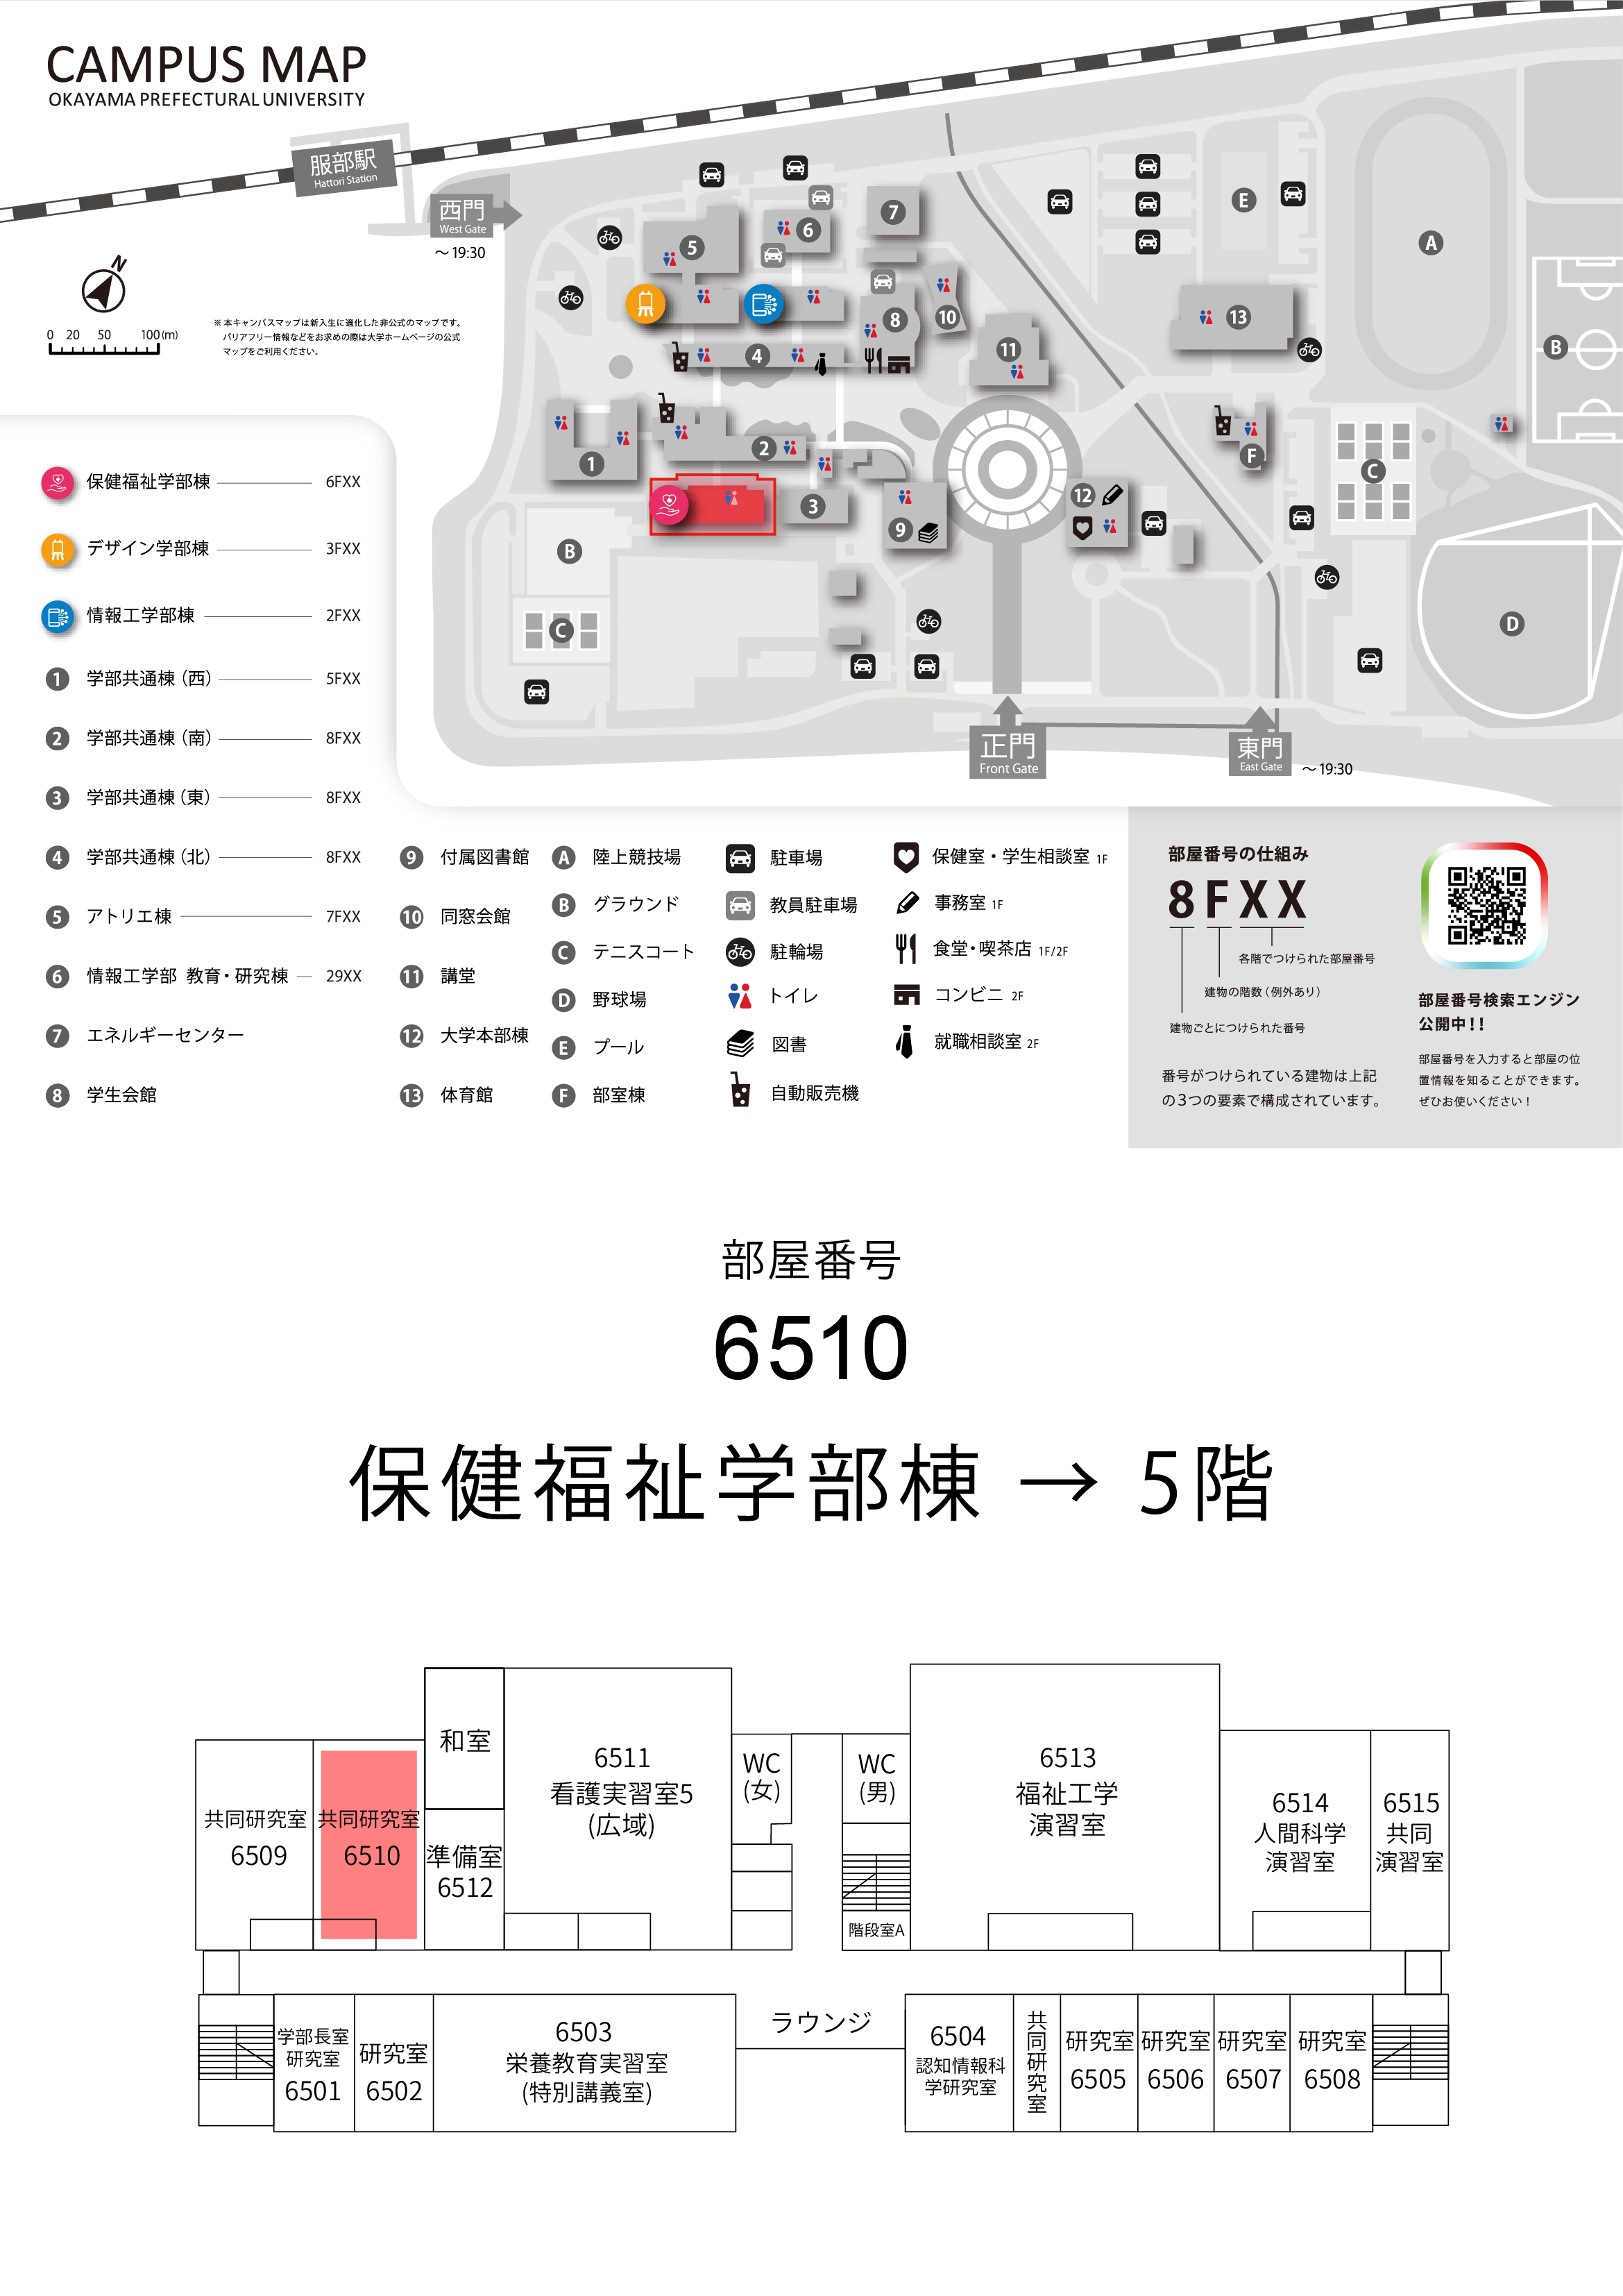 CAMPUS MAP
OKAYAMA PREFECTURAL UNIVERSITY
服部駅
Hattori Station
西門
West Gate
～19:30
N
0 20 50 100(m)
※本キャンパスマップは新入生に適化した非公式のマップです。
バリアフリー情報などをお求めの際は大学ホームページの公式
マップをご利用ください。
7
6
5
E
A
8
10
13
11
4
B
2
1
F
C
3
9
12
B
C
D
正門
Front Gate
東門
East Gate
～19:30
保健福祉学部棟 6FXX
デザイン学部棟 3FXX
情報工学部棟 2FXX
1 学部共通棟（西） 5FXX
2 学部共通棟（南） 8FXX
3 学部共通棟（東） 8FXX
4 学部共通棟（北） 8FXX
5 アトリエ棟 7FXX
6 情報工学部 教育・研究棟 29XX
7 エネルギーセンター
8 学生会館
9 付属図書館
10 同窓会館
11 講堂
12 大学本部棟
13 体育館
A 陸上競技場
B グラウンド
C テニスコート
D 野球場
E プール
F 部室棟
駐車場
教員駐車場
駐輪場
トイレ
図書
自動販売機
保健室・学生相談室 1F
事務室 1F
食堂・喫茶店 1F/2F
コンビニ 2F
就職相談室 2F
部屋番号の仕組み
8FXX
各階でつけられた部屋番号
建物の階数（例外あり）
建物ごとにつけられた番号
番号がつけられている建物は上記
の3つの要素で構成されています。
部屋番号検索エンジン
公開中！！
部屋番号を入力すると部屋の位
置情報を知ることができます。
ぜひお使いください！
部屋番号
6510
保健福祉学部棟 → 5階
共同研究室
6509
共同研究室
6510
和室
準備室
6512
6511
看護実習室5
(広域)
WC
(女)
WC
(男)
階段室A
6513
福祉工学
演習室
6514
人間科学
演習室
6515
共同
演習室
学部長室
研究室
6501
研究室
6502
6503
栄養教育実習室
(特別講義室)
ラウンジ
6504
認知情報科
学研究室
共同研究室
研究室
6505
研究室
6506
研究室
6507
研究室
6508